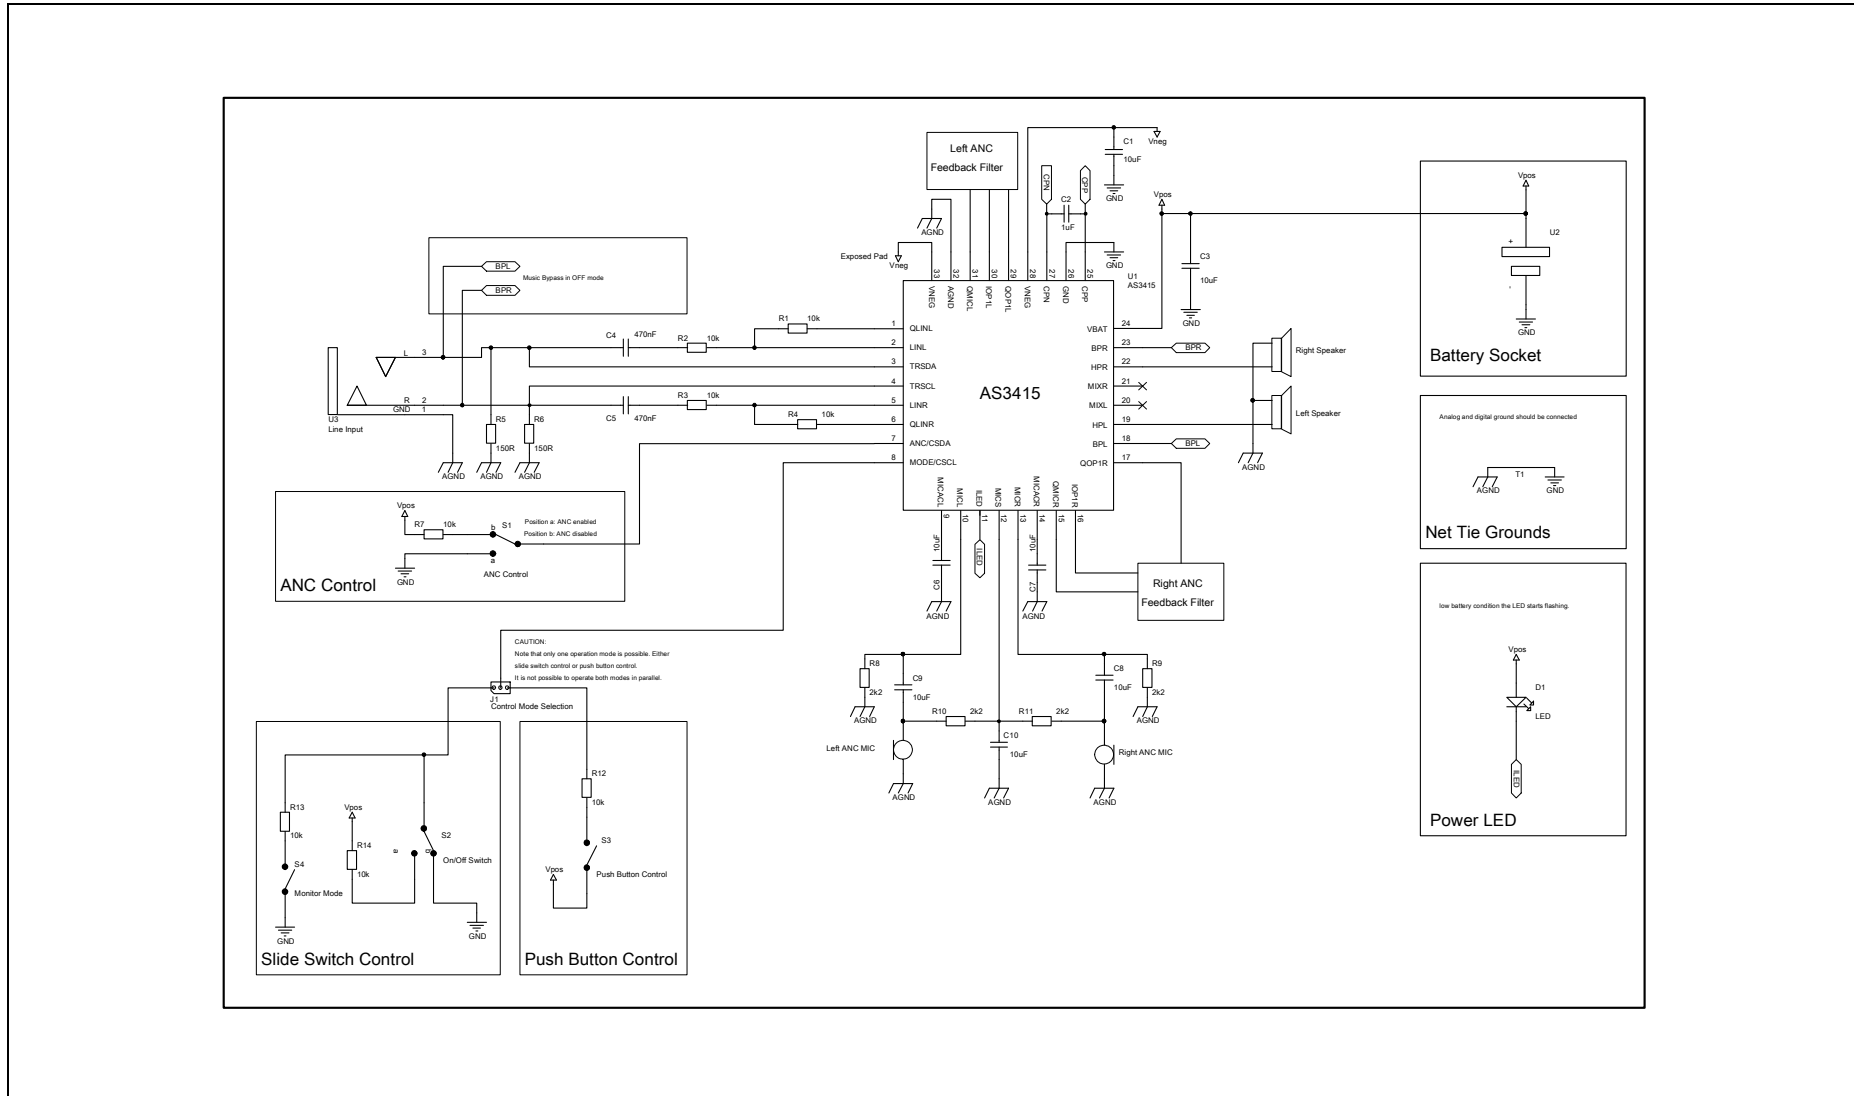 Left ANC
Feedback Filter
C1
10uF
Vneg
GND
CPN
CPP
C2
1uF
Vpos
AGND
GND
C3
10uF
GND
Exposed Pad
Vneg
33
32
31
30
29
28
27
26
25
U1
AS3415
VNEG
AGND
QMICL
IOP1L
QOP1L
VNEG
CPN
GND
CPP
BPL
Music Bypass in OFF mode
BPR
Vpos
U2
+
-
GND
Battery Socket
R1
10k
C4
470nF
R2
10k
L
3
R
2
GND
1
U3
Line Input
R3
10k
C5
470nF
R4
10k
R5
150R
R6
150R
AGND
AGND
AGND
1
QLINL
2
LINL
3
TRSDA
4
TRSCL
5
LINR
6
QLINR
7
ANC/CSDA
8
MODE/CSCL
AS3415
VBAT
24
BPR
23
BPR
HPR
22
MIXR
21
MIXL
20
HPL
19
BPL
18
BPL
QOP1R
17
Right Speaker
Left Speaker
AGND
Analog and digital ground should be connected
T1
AGND
GND
Net Tie Grounds
MICACL
MICL
ILED
MICS
MICR
MICACR
QMICR
IOP1R
9
10
11
12
13
14
15
16
Vpos
R7
10k
b
S1
Position a: ANC enabled
Position b: ANC disabled
a
GND
ANC Control
ANC Control
10uF
C6
AGND
ILED
10uF
C7
AGND
Right ANC
Feedback Filter
low battery condition the LED starts flashing.
Vpos
D1
LED
ILED
Power LED
CAUTION:
Note that only one operation mode is possible. Either
slide switch control or push button control.
It is not possible to operate both modes in parallel.
J1
Control Mode Selection
R8
2k2
AGND
C9
10uF
R10
2k2
R11
2k2
C8
10uF
R9
2k2
AGND
Left ANC MIC
C10
10uF
Right ANC MIC
AGND
AGND
AGND
R13
10k
Vpos
R14
10k
S2
a
On/Off Switch
S4
Monitor Mode
GND
GND
Slide Switch Control
R12
10k
S3
Vpos
Push Button Control
Push Button Control